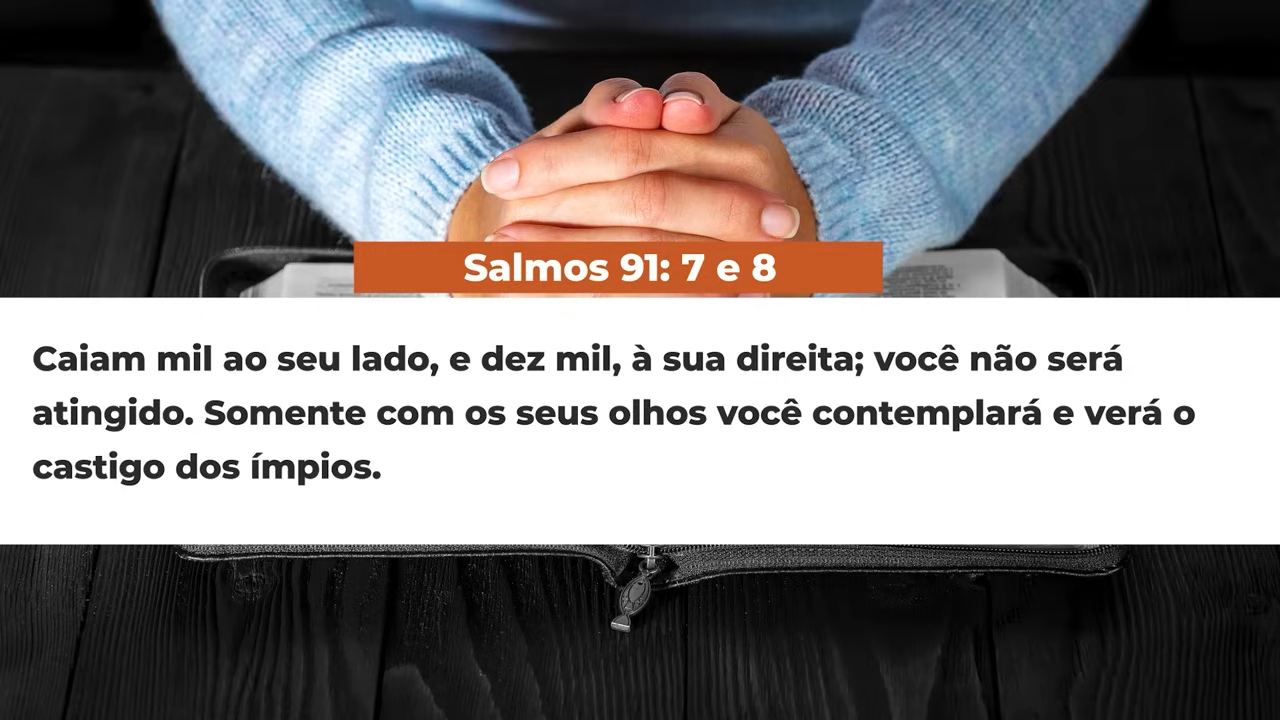 Salmos 91: 7 e 8
Caiam mil ao seu lado, e dez mil, à sua direita; você não será
atingido. Somente com os seus olhos você contemplará e verá o
castigo dos ímpios.